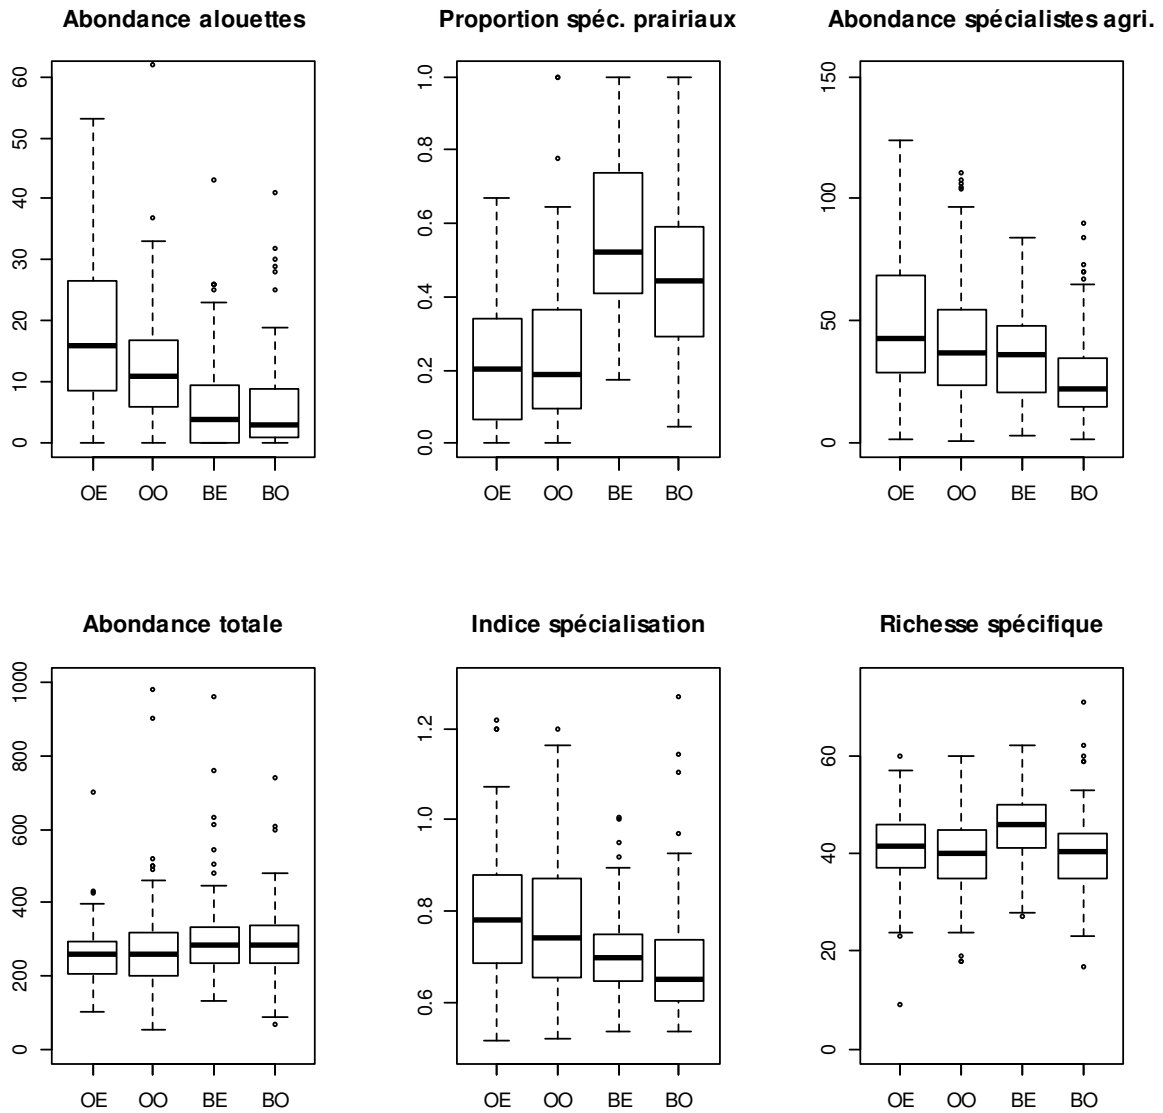 Abondance alouettes
0 10 20 30 40 50 60
OE OO BE BO
Proportion spéc. prairiaux
0.0 0.2 0.4 0.6 0.8 1.0
OE OO BE BO
Abondance spécialistes agri.
0 50 100 150
OE OO BE BO
Abondance totale
0 200 400 600 800 1000
OE OO BE BO
Indice spécialisation
0.6 0.8 1.0 1.2
OE OO BE BO
Richesse spécifique
0 20 40 60
OE OO BE BO